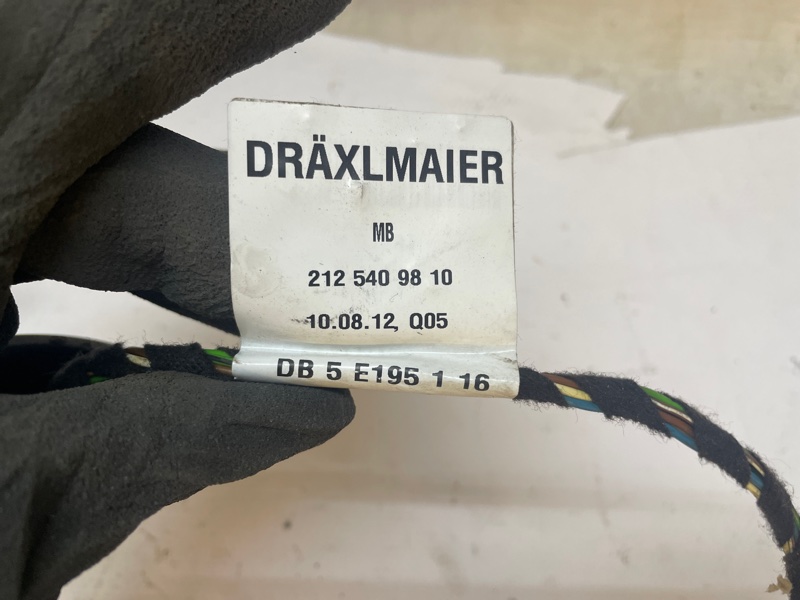 DRÄXLMAIER
MB
212 540 98 10
10.08.12, Q05
DB 5 E195 1 16